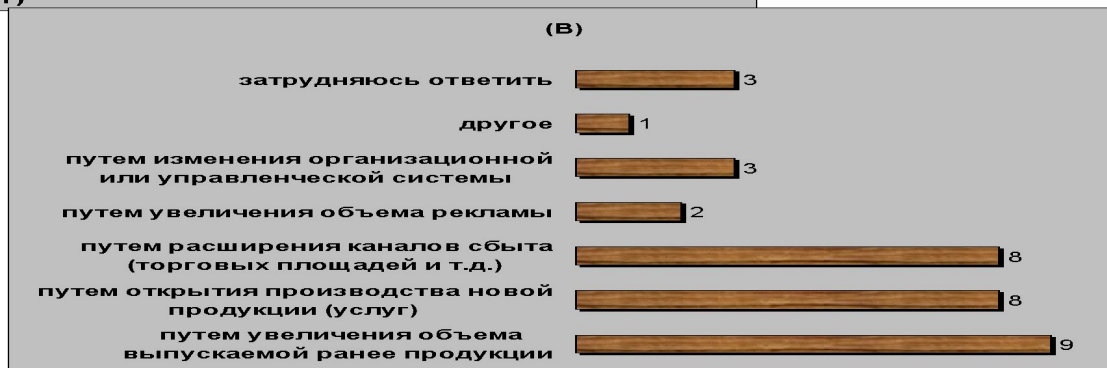 (В)
затрудняюсь ответить 3
другое 1
путем изменения организационной
или управленческой системы 3
путем увеличения объема рекламы 2
путем расширения каналов сбыта
(торговых площадей и т.д.) 8
путем открытия производства новой
продукции (услуг) 8
путем увеличения объема
выпускаемой ранее продукции 9